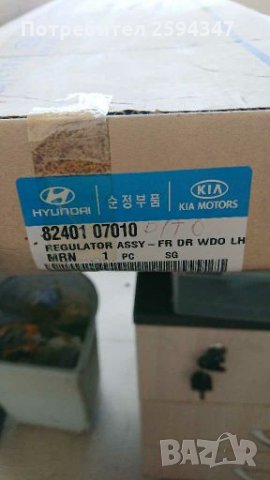 Потребител 2594347
HYUNDAI
순정부품
KIA
KIA MOTORS
82401 07010
REGULATOR ASSY-FR DR WDO LH
MRN 1 PC SG
bazar